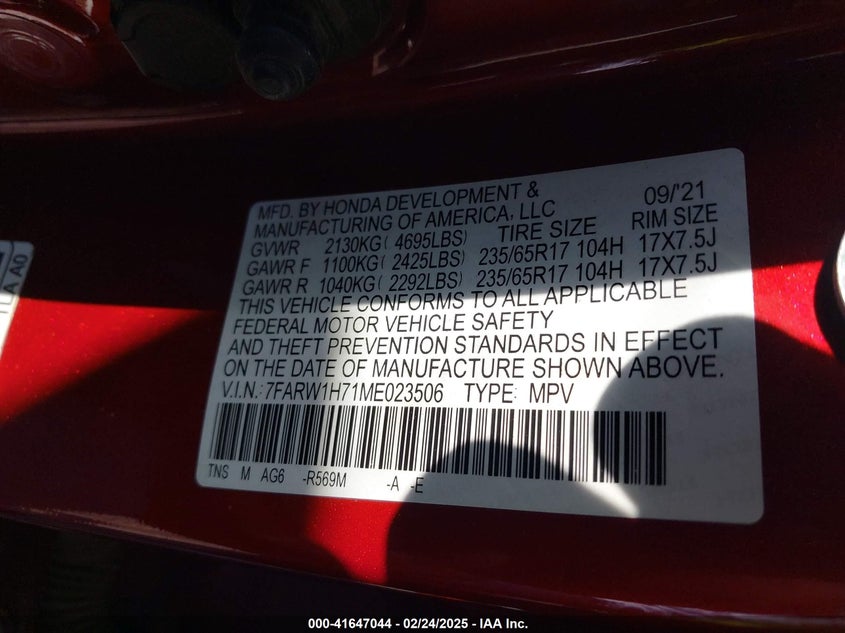 MFD. BY HONDA DEVELOPMENT & 09/'21
MANUFACTURING OF AMERICA, LLC
GVWR 2130KG( 4695LBS) TIRE SIZE RIM SIZE
GAWR F 1100KG( 2425LBS) 235/65R17 104H 17X7.5J
GAWR R 1040KG( 2292LBS) 235/65R17 104H 17X7.5J
THIS VEHICLE CONFORMS TO ALL APPLICABLE
FEDERAL MOTOR VEHICLE SAFETY
AND THEFT PREVENTION STANDARDS IN EFFECT
ON THE DATE OF MANUFACTURE SHOWN ABOVE.
V.I.N.: 7FARW1H71ME023506 TYPE: MPV
TNS M AG6 -R569M -A -E
000-41647044 / 02/24/2025 - IAA Inc.